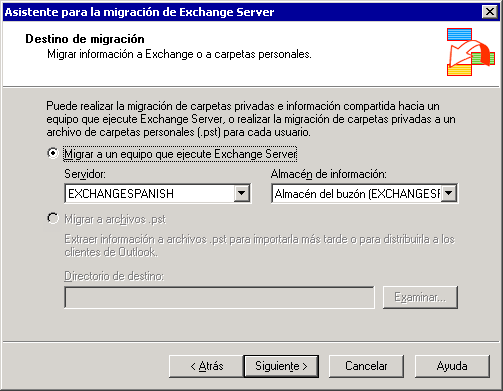 Asistente para la migración de Exchange Server
Destino de migración
Migrar información a Exchange o a carpetas personales.
Puede realizar la migración de carpetas privadas e información compartida hacia un
equipo que ejecute Exchange Server, o realizar la migración de carpetas privadas a un
archivo de carpetas personales (.pst) para cada usuario.
Migrar a un equipo que ejecute Exchange Server
Servidor: Almacén de información:
EXCHANGESPANISH Almacén del buzón (EXCHANGESF
Migrar a archivos .pst
Extraer información a archivos .pst para importarla más tarde o para distribuirla a los
clientes de Outlook.
Directorio de destino:
Examinar...
< Atrás Siguiente > Cancelar Ayuda